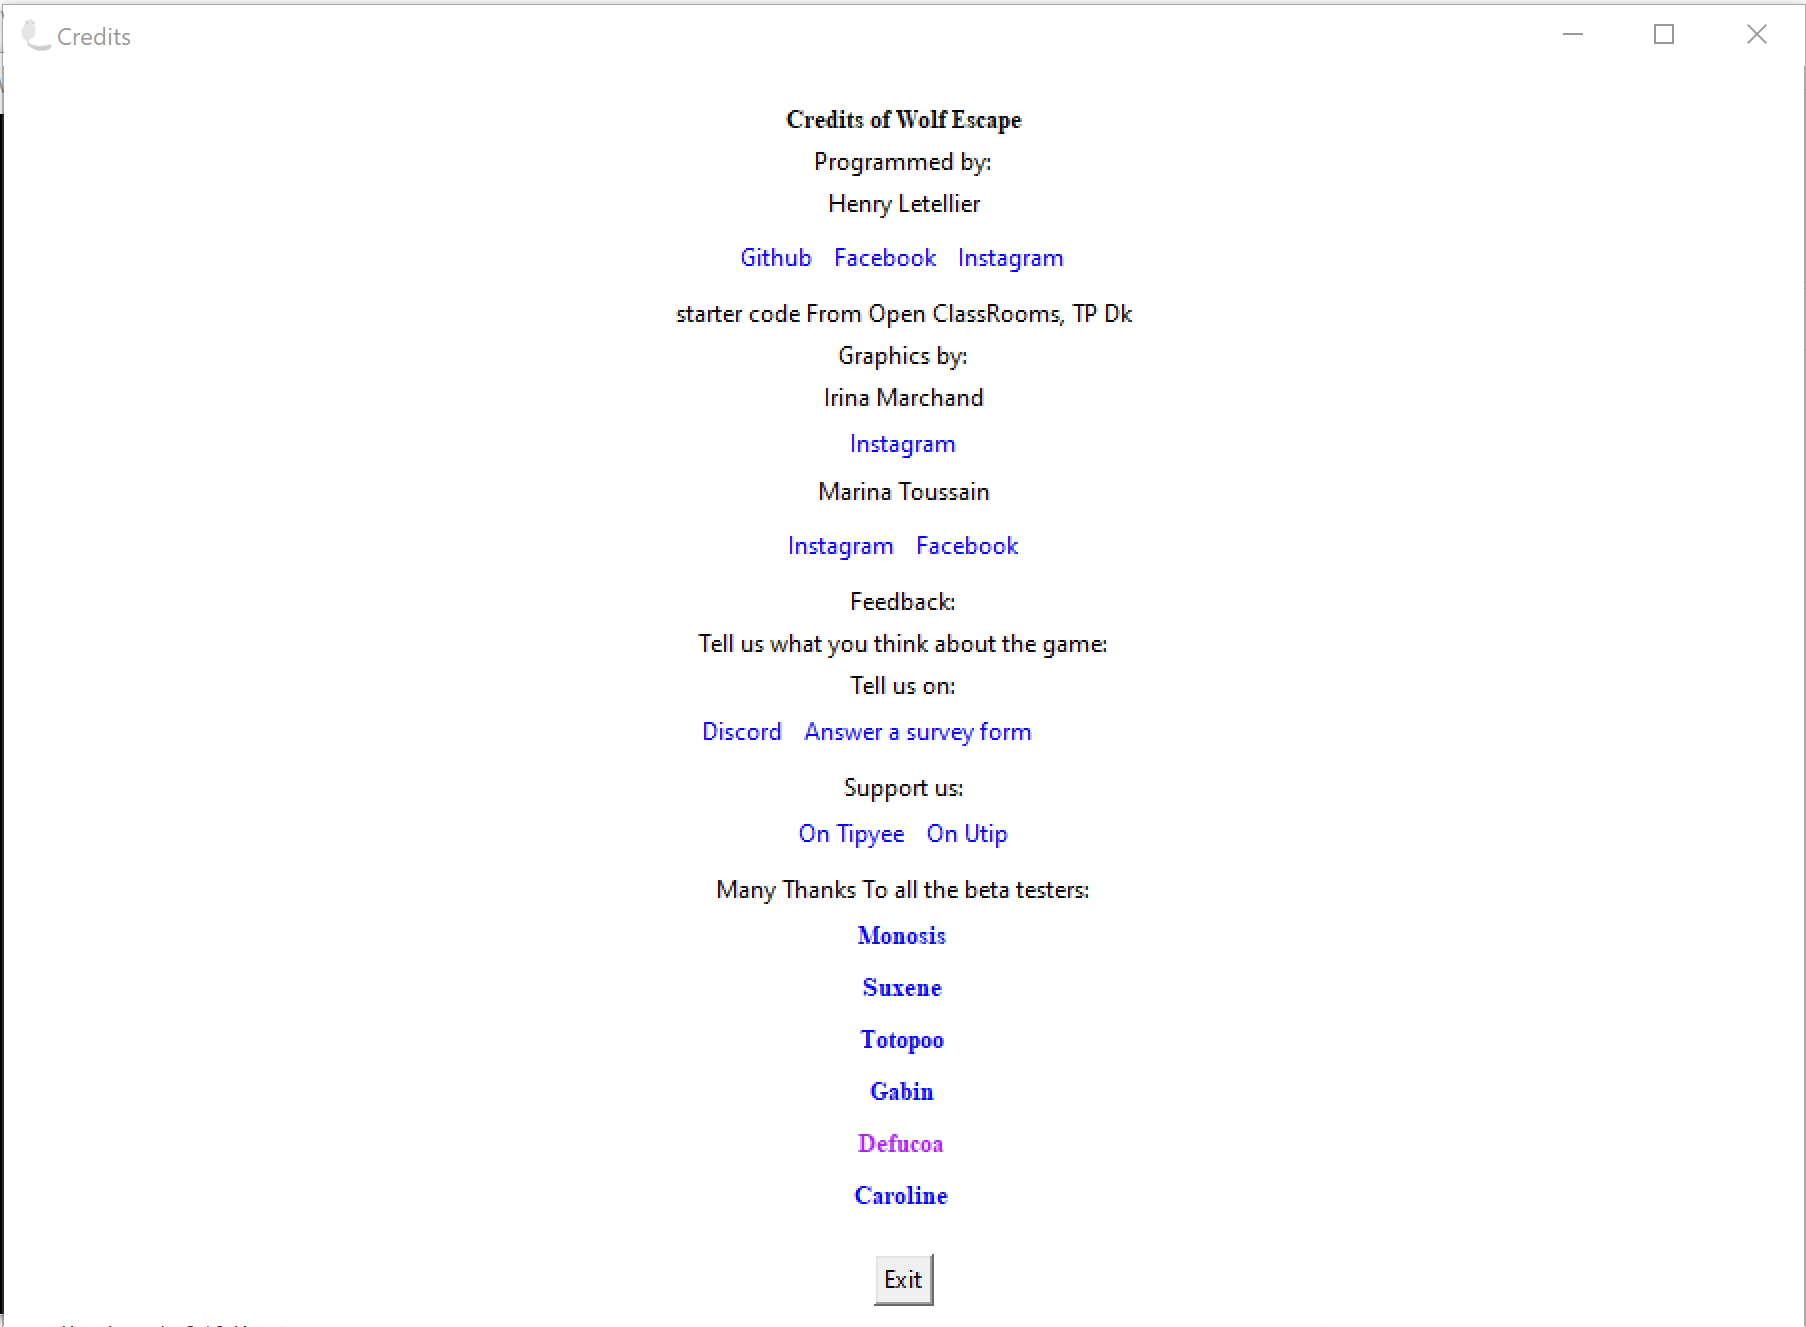 Credits
Credits of Wolf Escape
Programmed by:
Henry Letellier
Github Facebook Instagram
starter code From Open ClassRooms, TP Dk
Graphics by:
Irina Marchand
Instagram
Marina Toussain
Instagram Facebook
Feedback:
Tell us what you think about the game:
Tell us on:
Discord Answer a survey form
Support us:
On Tipyee On Utip
Many Thanks To all the beta testers:
Monosis
Suxene
Totopoo
Gabin
Defucoa
Caroline
Exit